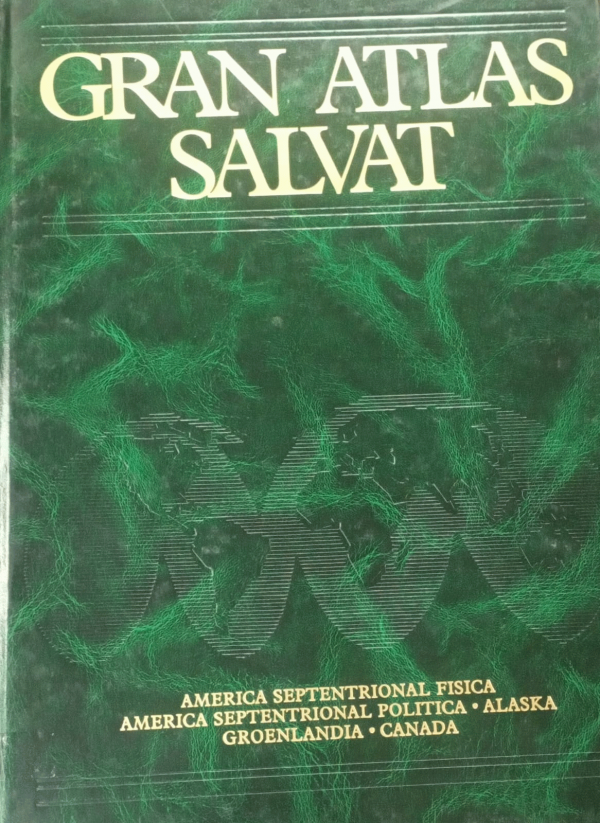 GRAN ATLAS
SALVAT
AMERICA SEPTENTRIONAL FISICA
AMERICA SEPTENTRIONAL POLITICA • ALASKA
GROENLANDIA • CANADA